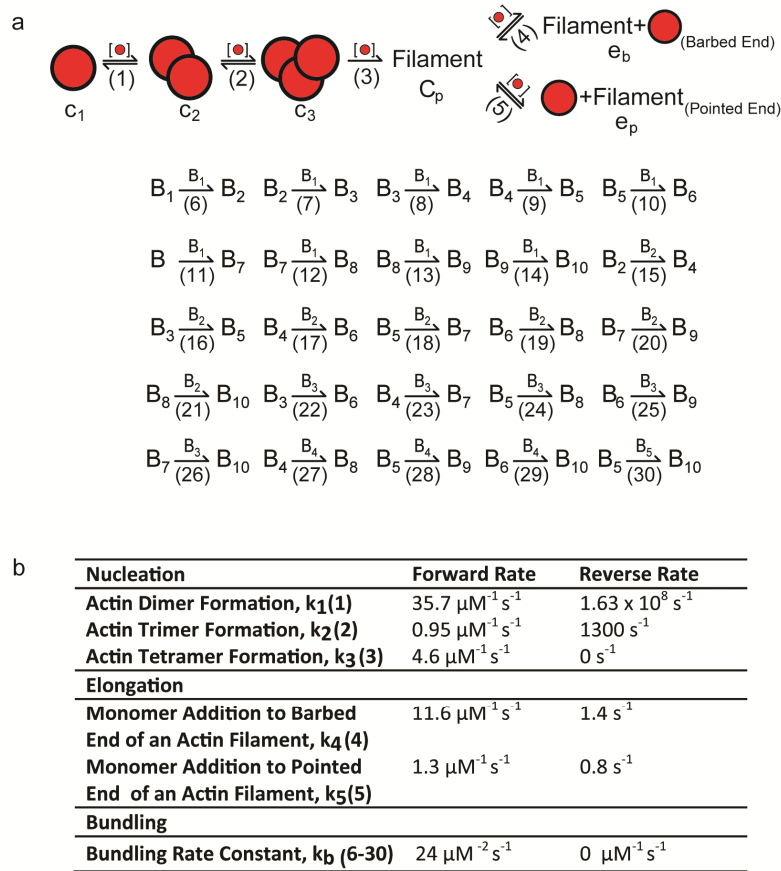 a
[ ] (1) [ ] (2) [ ] (3) Filament [ ] (4) Filament+ (Barbed End)
c1 c2 c3 Cp eb
[ ] (5) +Filament (Pointed End)
ep
B1 B1 (6) B2 B2 B1 (7) B3 B3 B1 (8) B4 B4 B1 (9) B5 B5 B1 (10) B6
B B1 (11) B7 B7 B1 (12) B8 B8 B1 (13) B9 B9 B1 (14) B10 B2 B2 (15) B4
B3 B2 (16) B5 B4 B2 (17) B6 B5 B2 (18) B7 B6 B2 (19) B8 B7 B2 (20) B9
B8 B2 (21) B10 B3 B3 (22) B6 B4 B3 (23) B7 B5 B3 (24) B8 B6 B3 (25) B9
B7 B3 (26) B10 B4 B4 (27) B8 B5 B4 (28) B9 B6 B4 (29) B10 B5 B5 (30) B10
b
Nucleation Forward Rate Reverse Rate
Actin Dimer Formation, k1(1) 35.7 µM-1 s-1 1.63 x 10^8 s-1
Actin Trimer Formation, k2(2) 0.95 µM-1 s-1 1300 s-1
Actin Tetramer Formation, k3(3) 4.6 µM-1 s-1 0 s-1
Elongation
Monomer Addition to Barbed 11.6 µM-1 s-1 1.4 s-1
End of an Actin Filament, k4(4)
Monomer Addition to Pointed 1.3 µM-1 s-1 0.8 s-1
End of an Actin Filament, k5(5)
Bundling
Bundling Rate Constant, kb (6-30) 24 µM-2 s-1 0 µM-1 s-1